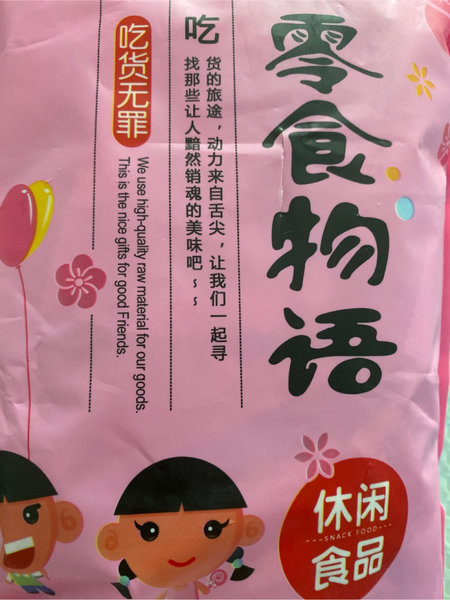 零食物语
吃货的旅途，动力来自舌尖，让我们一起寻
找那些让人黯然销魂的美味吧~~
吃货无罪
We use high-quality raw material for our goods.
This is the nice gifts for good Friends.
休闲
SNACK FOOD
食品